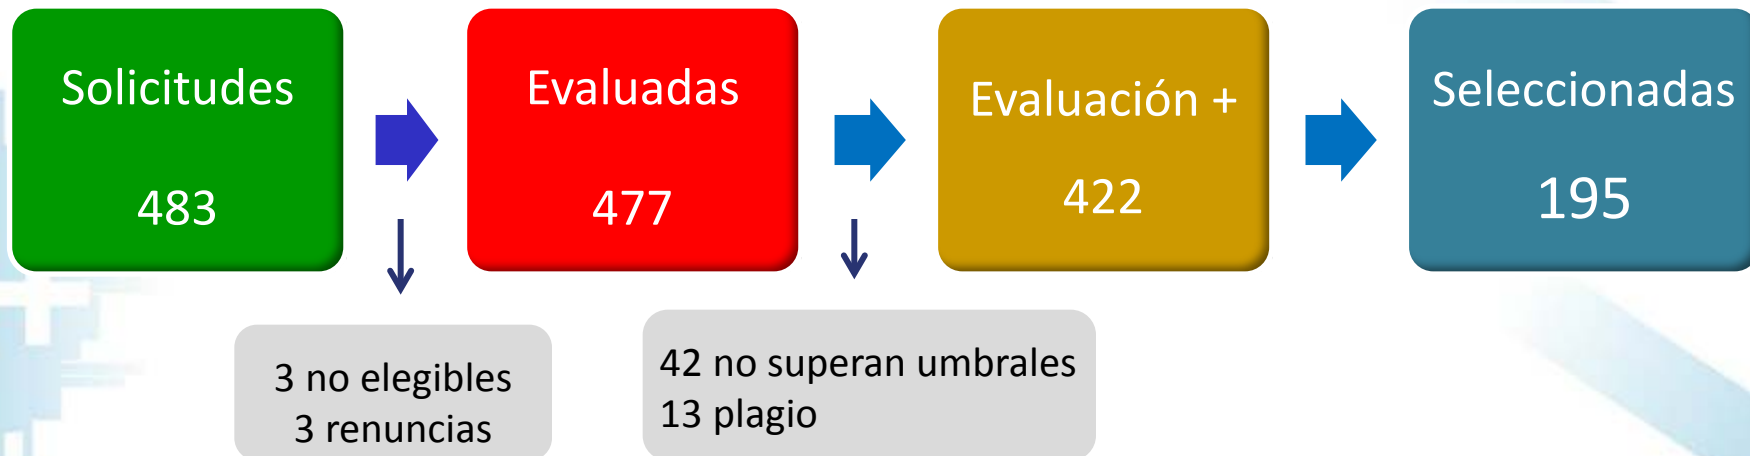 Solicitudes
483
Evaluadas
477
Evaluación +
422
Seleccionadas
195
3 no elegibles
3 renuncias
42 no superan umbrales
13 plagio